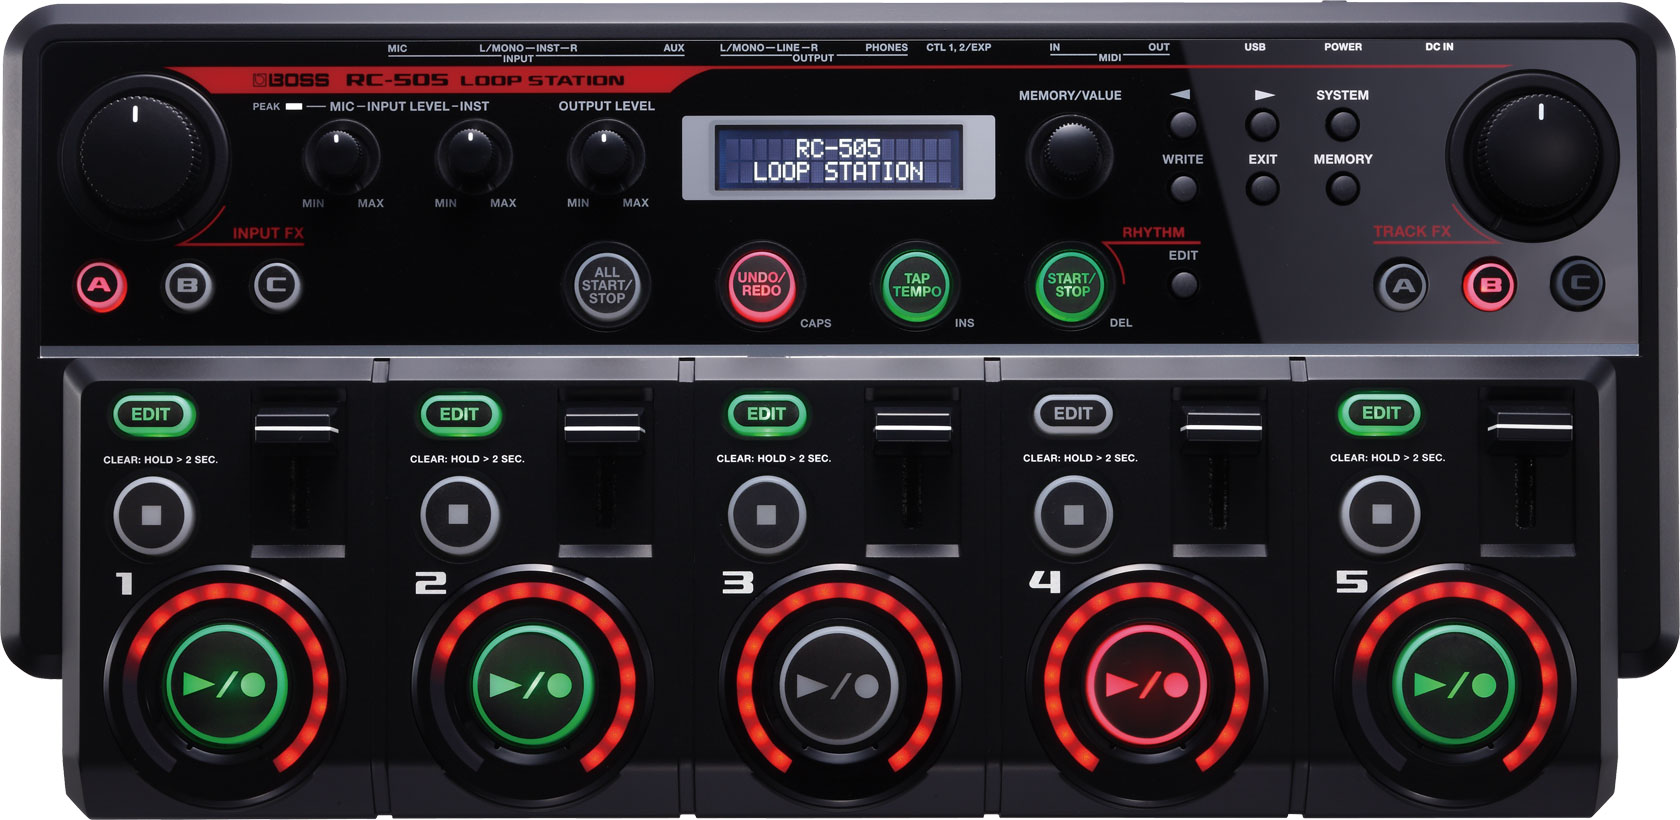 MIC L/MONO—INST—R AUX L/MONO—LINE—R PHONES CTL 1, 2/EXP IN OUT USB POWER DC IN
INPUT OUTPUT MIDI
BOSS RC-505 LOOP STATION
PEAK MIC—INPUT LEVEL—INST OUTPUT LEVEL MEMORY/VALUE ◀ ▶ SYSTEM
RC-505
LOOP STATION
WRITE EXIT MEMORY
MIN MAX MIN MAX MIN MAX
INPUT FX RHYTHM TRACK FX
EDIT
A B C
ALL
START/
STOP
UNDO/
REDO
TAP
TEMPO
START/
STOP
A B C
CAPS INS DEL
EDIT EDIT EDIT EDIT EDIT
CLEAR: HOLD > 2 SEC. CLEAR: HOLD > 2 SEC. CLEAR: HOLD > 2 SEC. CLEAR: HOLD > 2 SEC. CLEAR: HOLD > 2 SEC.
1 2 3 4 5